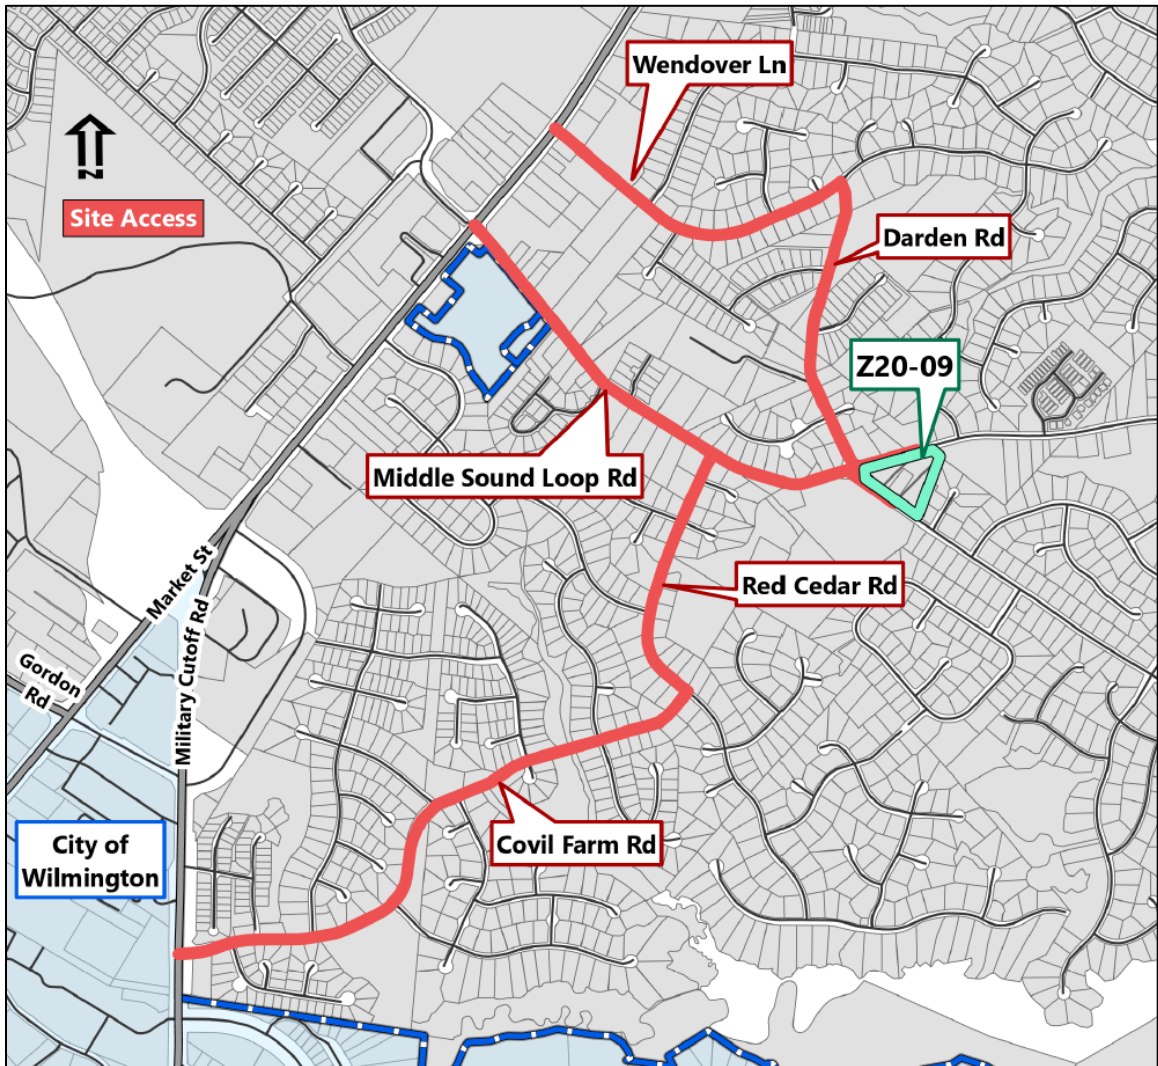 Wendover Ln
N
Site Access
Darden Rd
Z20-09
Middle Sound Loop Rd
Market St
Military Cutoff Rd
Red Cedar Rd
Gordon
Rd
City of
Wilmington
Covil Farm Rd